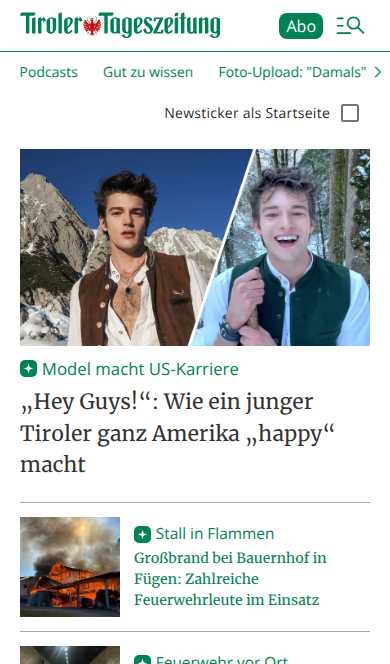 Tiroler Tageszeitung
Abo
Podcasts Gut zu wissen Foto-Upload: "Damals"
Newsticker als Startseite
Model macht US-Karriere
„Hey Guys!“: Wie ein junger
Tiroler ganz Amerika „happy“
macht
Stall in Flammen
Großbrand bei Bauernhof in
Fügen: Zahlreiche
Feuerwehrleute im Einsatz
Feuerwehr vor Ort